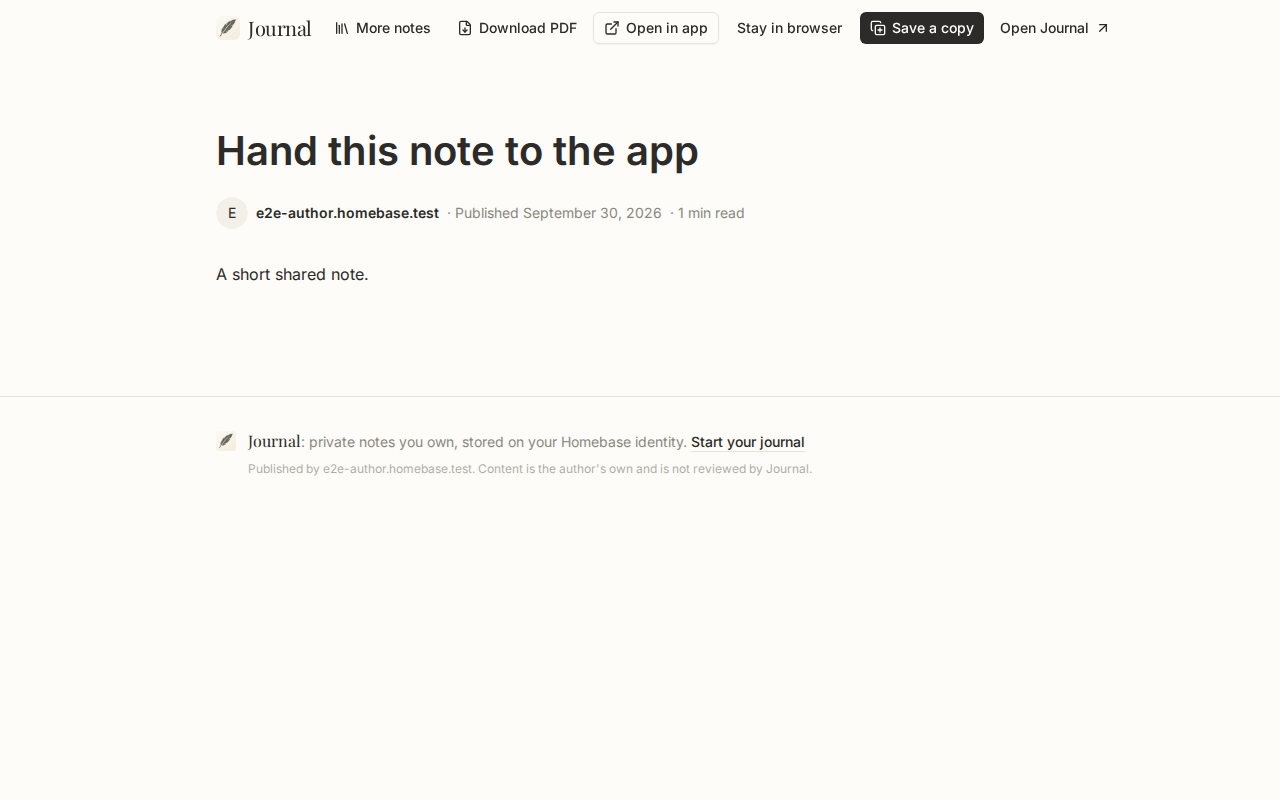 Journal More notes Download PDF Open in app Stay in browser Save a copy Open Journal
Hand this note to the app
E e2e-author.homebase.test · Published September 30, 2026 · 1 min read
A short shared note.
Journal: private notes you own, stored on your Homebase identity. Start your journal
Published by e2e-author.homebase.test. Content is the author's own and is not reviewed by Journal.